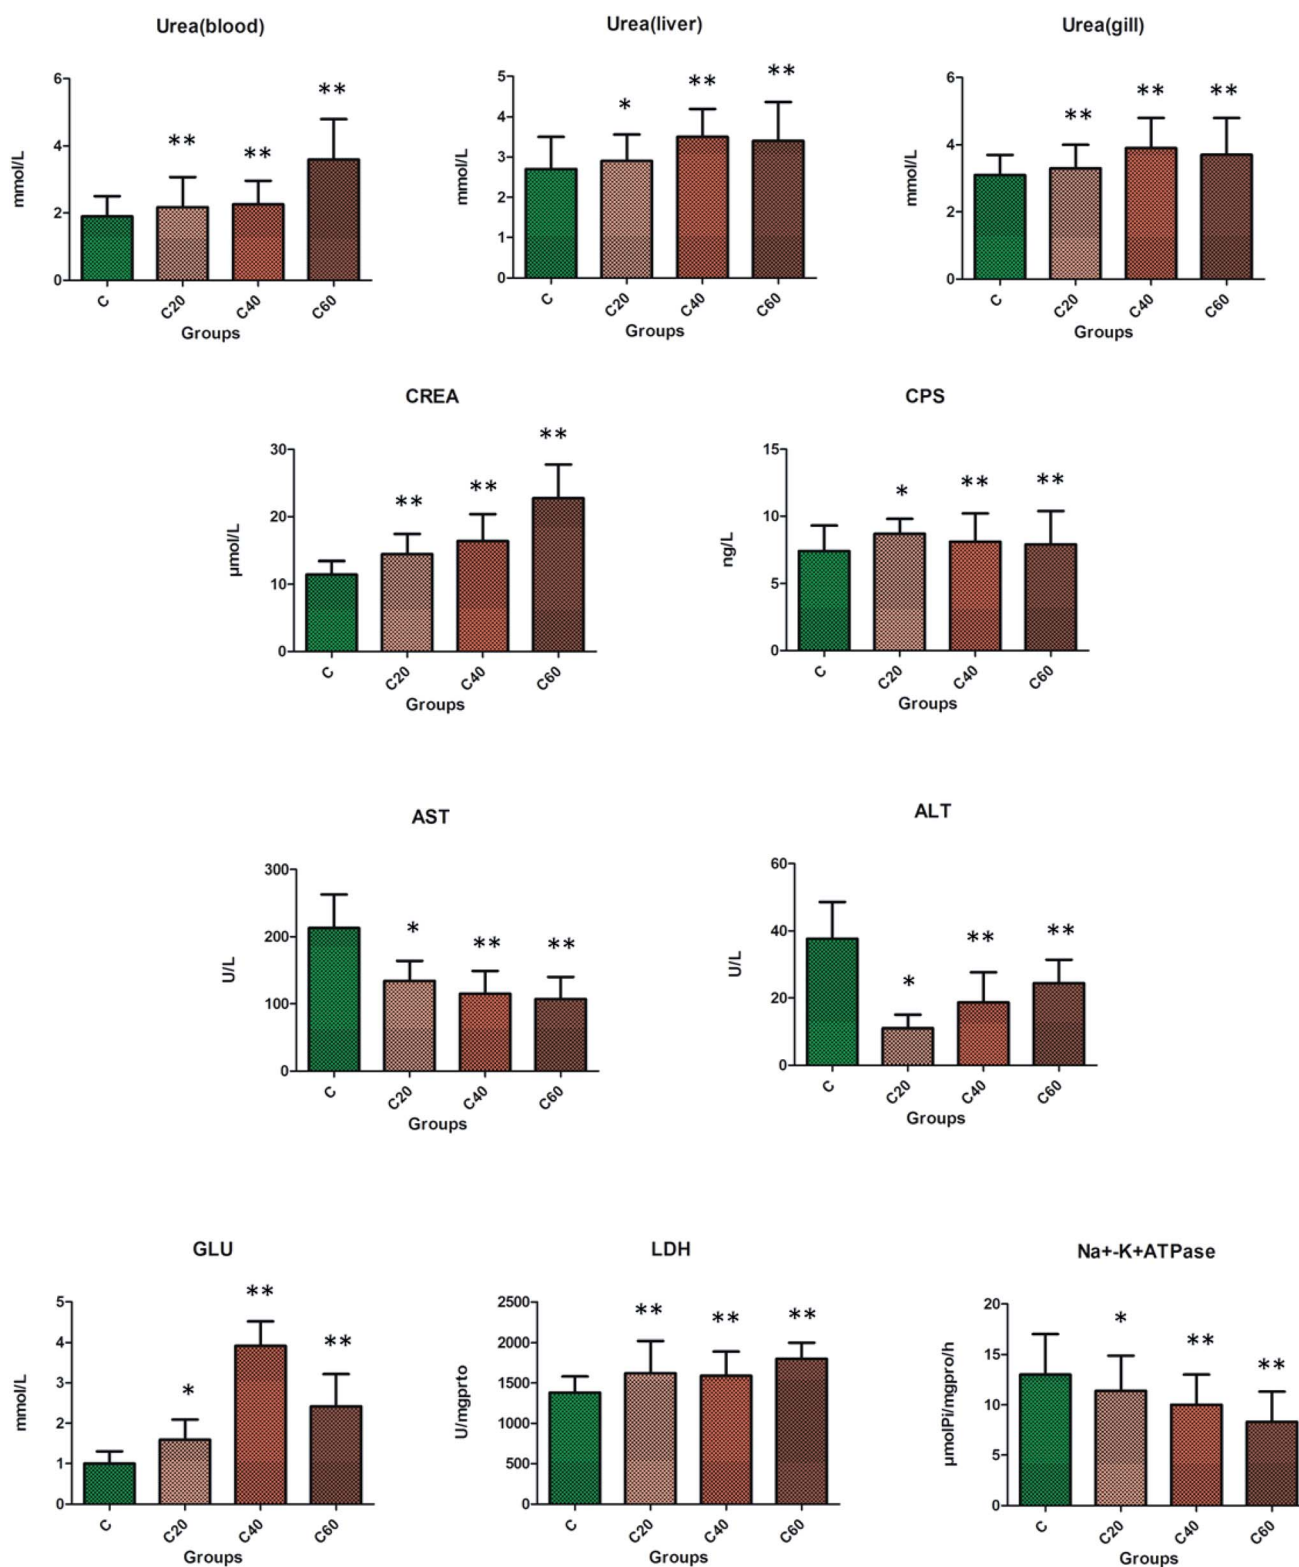 Urea(blood)
6
4
2
0
mmol/L
** ** **
C C20 C40 C60
Groups
Urea(liver)
5
4
3
2
1
0
mmol/L
* ** **
C C20 C40 C60
Groups
Urea(gill)
6
4
2
0
mmol/L
** ** **
C C20 C40 C60
Groups
CREA
30
20
10
0
μmol/L
** ** **
C C20 C40 C60
Groups
CPS
15
10
5
0
ng/L
* ** **
C C20 C40 C60
Groups
AST
300
200
100
0
U/L
* ** **
C C20 C40 C60
Groups
ALT
60
40
20
0
U/L
* ** **
C C20 C40 C60
Groups
GLU
5
4
3
2
1
0
mmol/L
* ** **
C C20 C40 C60
Groups
LDH
2500
2000
1500
1000
500
0
U/mgprto
** ** **
C C20 C40 C60
Groups
Na+-K+ATPase
20
15
10
5
0
μmolPi/mgpro/h
* ** **
C C20 C40 C60
Groups